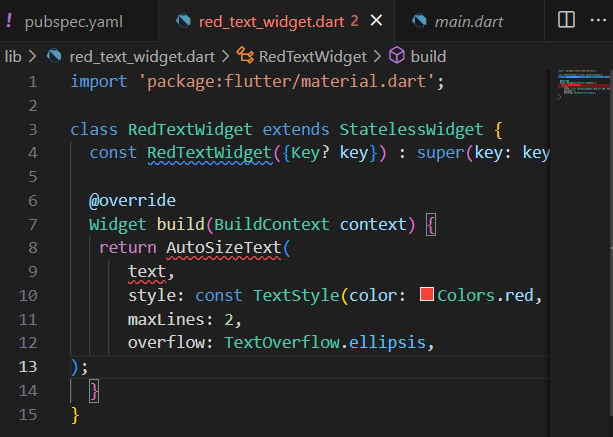 ! pubspec.yaml red_text_widget.dart 2 × main.dart ···
lib > red_text_widget.dart > RedTextWidget > build
1 import 'package:flutter/material.dart';
2
3 class RedTextWidget extends StatelessWidget {
4 const RedTextWidget({Key? key}) : super(key: key
5
6 @override
7 Widget build(BuildContext context) {
8 return AutoSizeText(
9 text,
10 style: const TextStyle(color: Colors.red,
11 maxLines: 2,
12 overflow: TextOverflow.ellipsis,
13 );
14 }
15 }